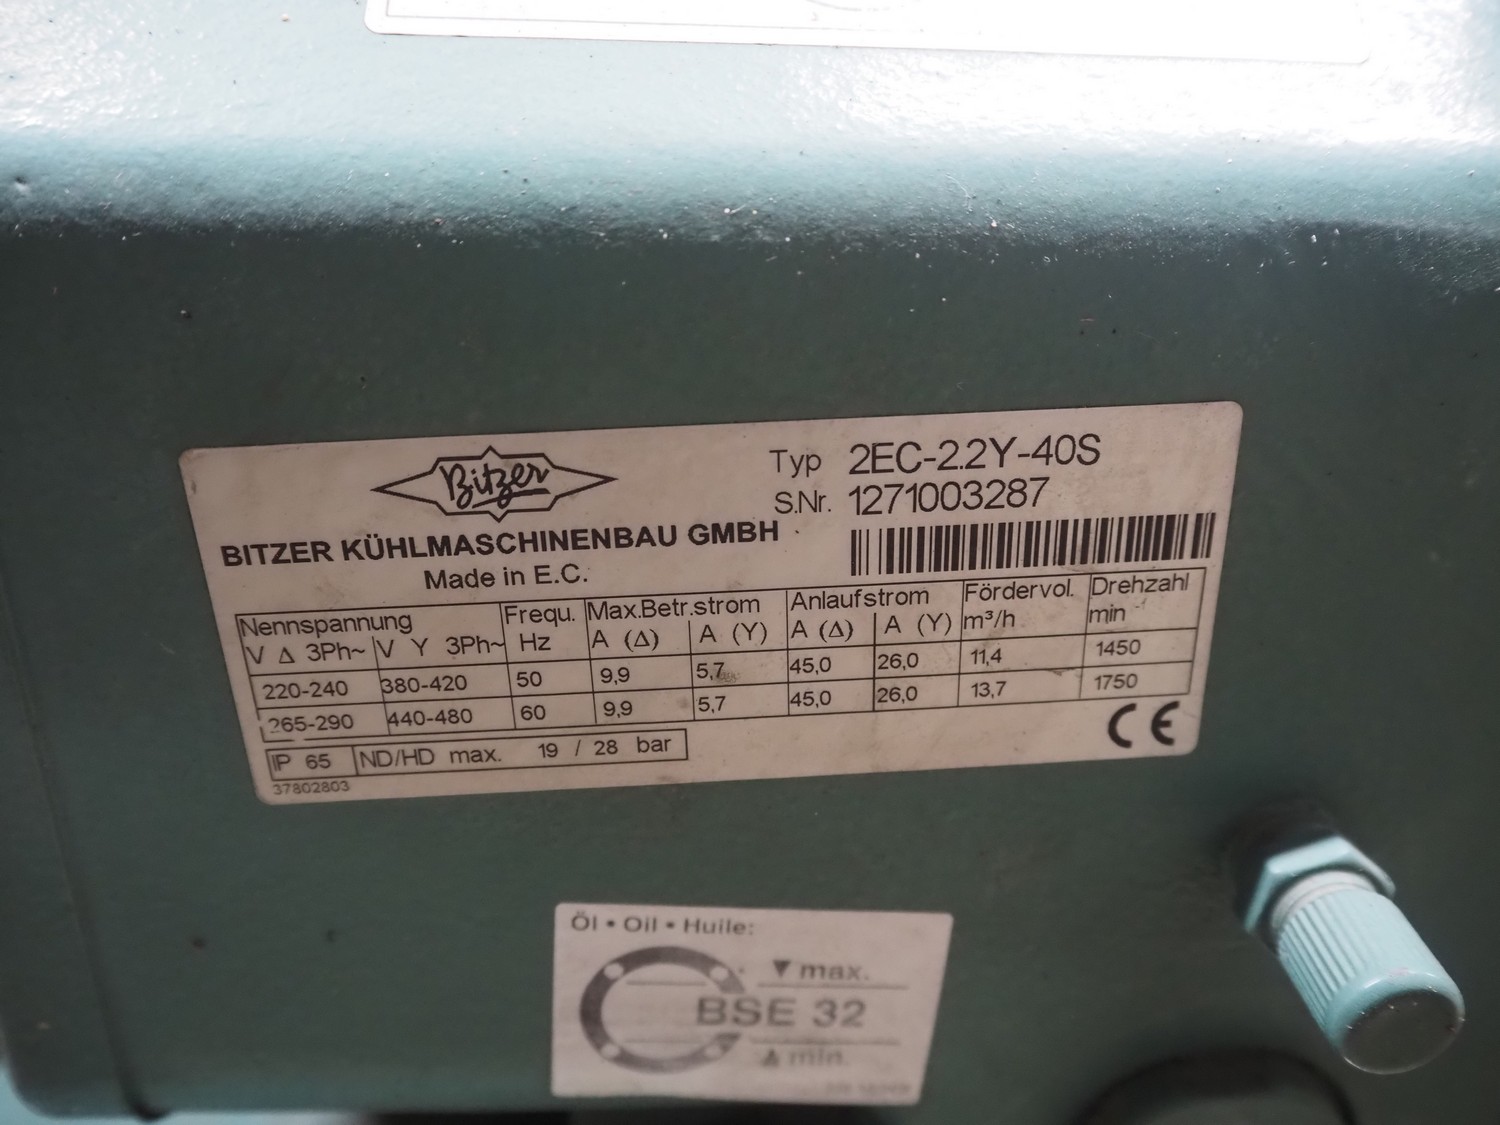 Bitzer
BITZER KÜHLMASCHINENBAU GMBH
Made in E.C.
Typ 2EC-2.2Y-40S
S.Nr. 1271003287
Nennspannung Frequ. Max.Betr.strom Anlaufstrom Fördervol. Drehzahl
V Δ 3Ph~ V Y 3Ph~ Hz A (Δ) A (Y) A (Δ) A (Y) m³/h min
220-240 380-420 50 9,9 5,7 45,0 26,0 11,4 1450
265-290 440-480 60 9,9 5,7 45,0 26,0 13,7 1750
IP 65 ND/HD max. 19 / 28 bar
CE
37802803
Öl • Oil • Huile:
▼ max.
BSE 32
Δ min.